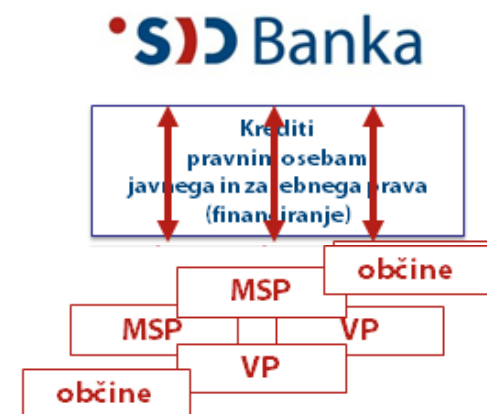 SID Banka
Krediti
pravnim osebam
javnega in zasebnega prava
(financiranje)
občine
MSP
MSP
VP
VP
občine